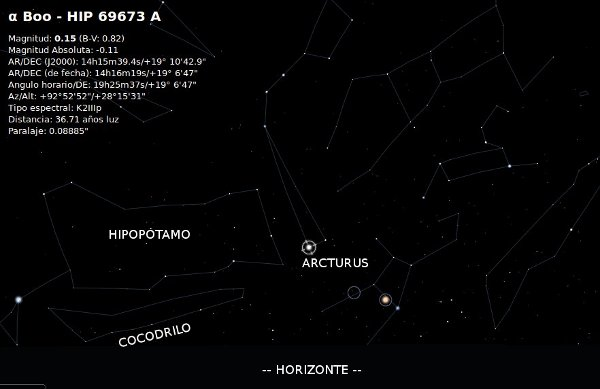 α Boo - HIP 69673 A
Magnitud: 0.15 (B-V: 0.82)
Magnitud Absoluta: -0.11
AR/DEC (J2000): 14h15m39.4s/+19° 10'42.9"
AR/DEC (de fecha): 14h16m19s/+19° 6'47"
Angulo horario/DE: 19h25m37s/+19° 6'47"
Az/Alt: +92°52'52"/+28°15'31"
Tipo espectral: K2IIIp
Distancia: 36.71 años luz
Paralaje: 0.08885"
HIPOPÓTAMO
ARCTURUS
COCODRILO
-- HORIZONTE --